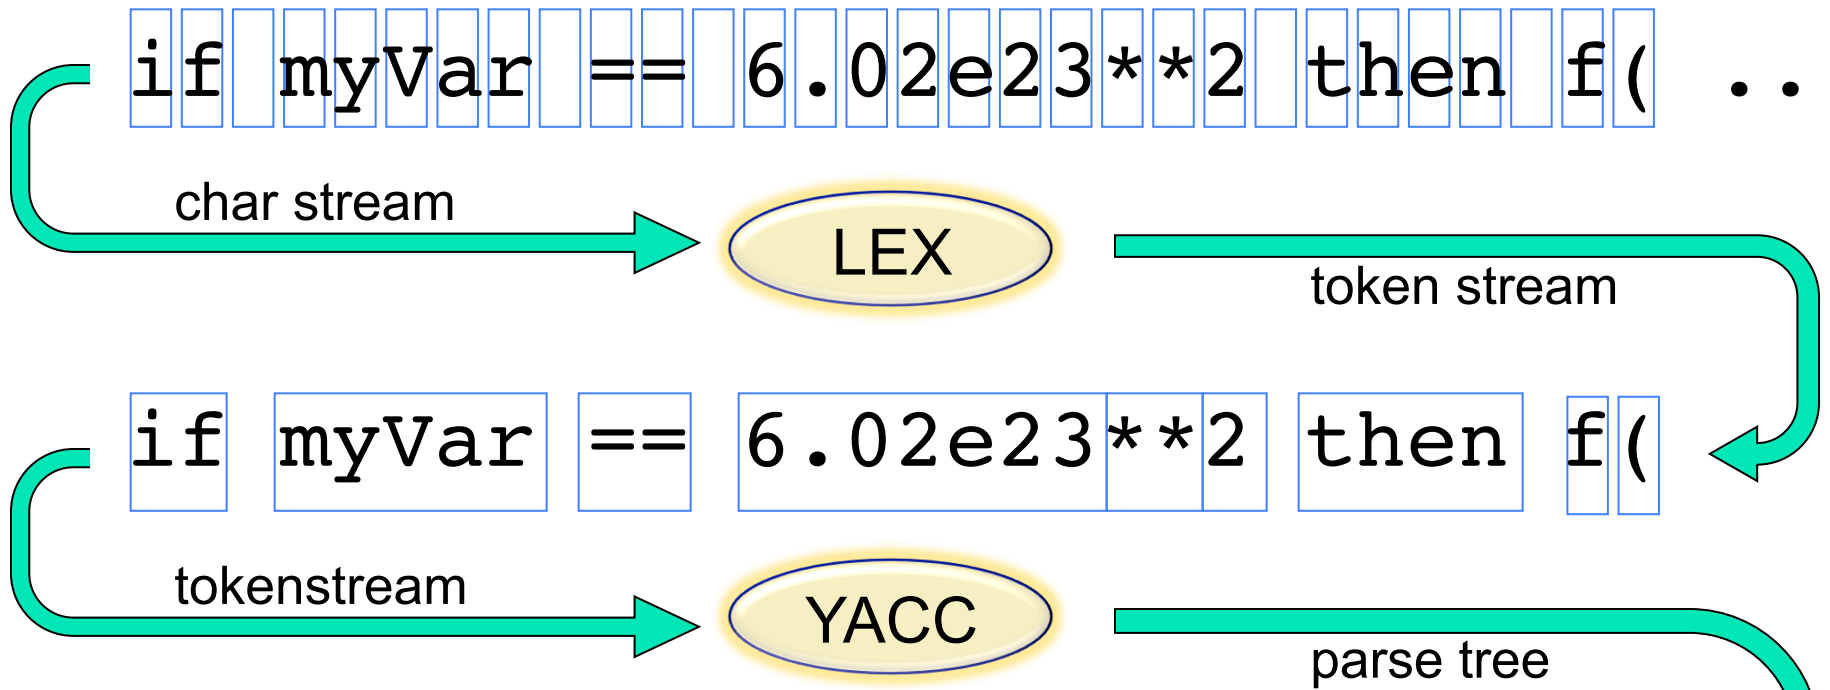 if myVar == 6.02e23**2 then f( ..
char stream
LEX
token stream
if myVar == 6.02e23**2 then f(
tokenstream
YACC
parse tree